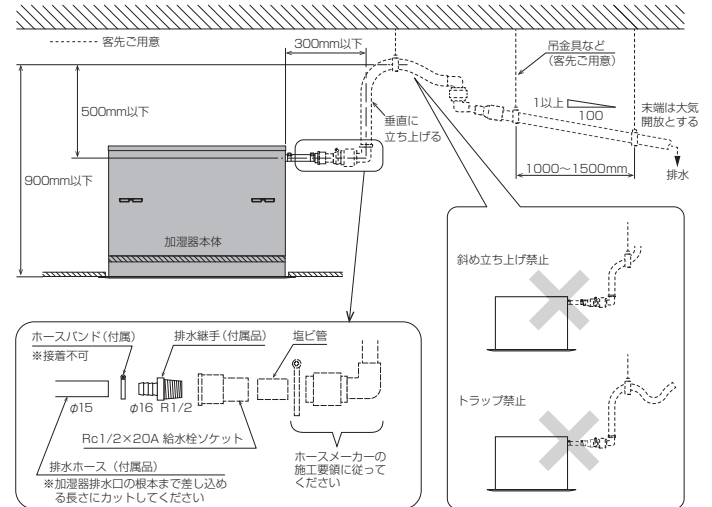 客先ご用意
300mm以下
吊金具など
（客先ご用意）
500mm以下
900mm以下
垂直に
立ち上げる
1以上
100
末端は大気
開放とする
1000～1500mm
排水
加湿器本体
斜め立ち上げ禁止
トラップ禁止
ホースバンド（付属）
※接着不可
排水継手（付属品）
塩ビ管
φ15
φ16 R1/2
Rc1/2×20A 給水栓ソケット
排水ホース（付属品）
※加湿器排水口の根本まで差し込め
る長さにカットしてください
ホースメーカーの
施工要領に従って
ください